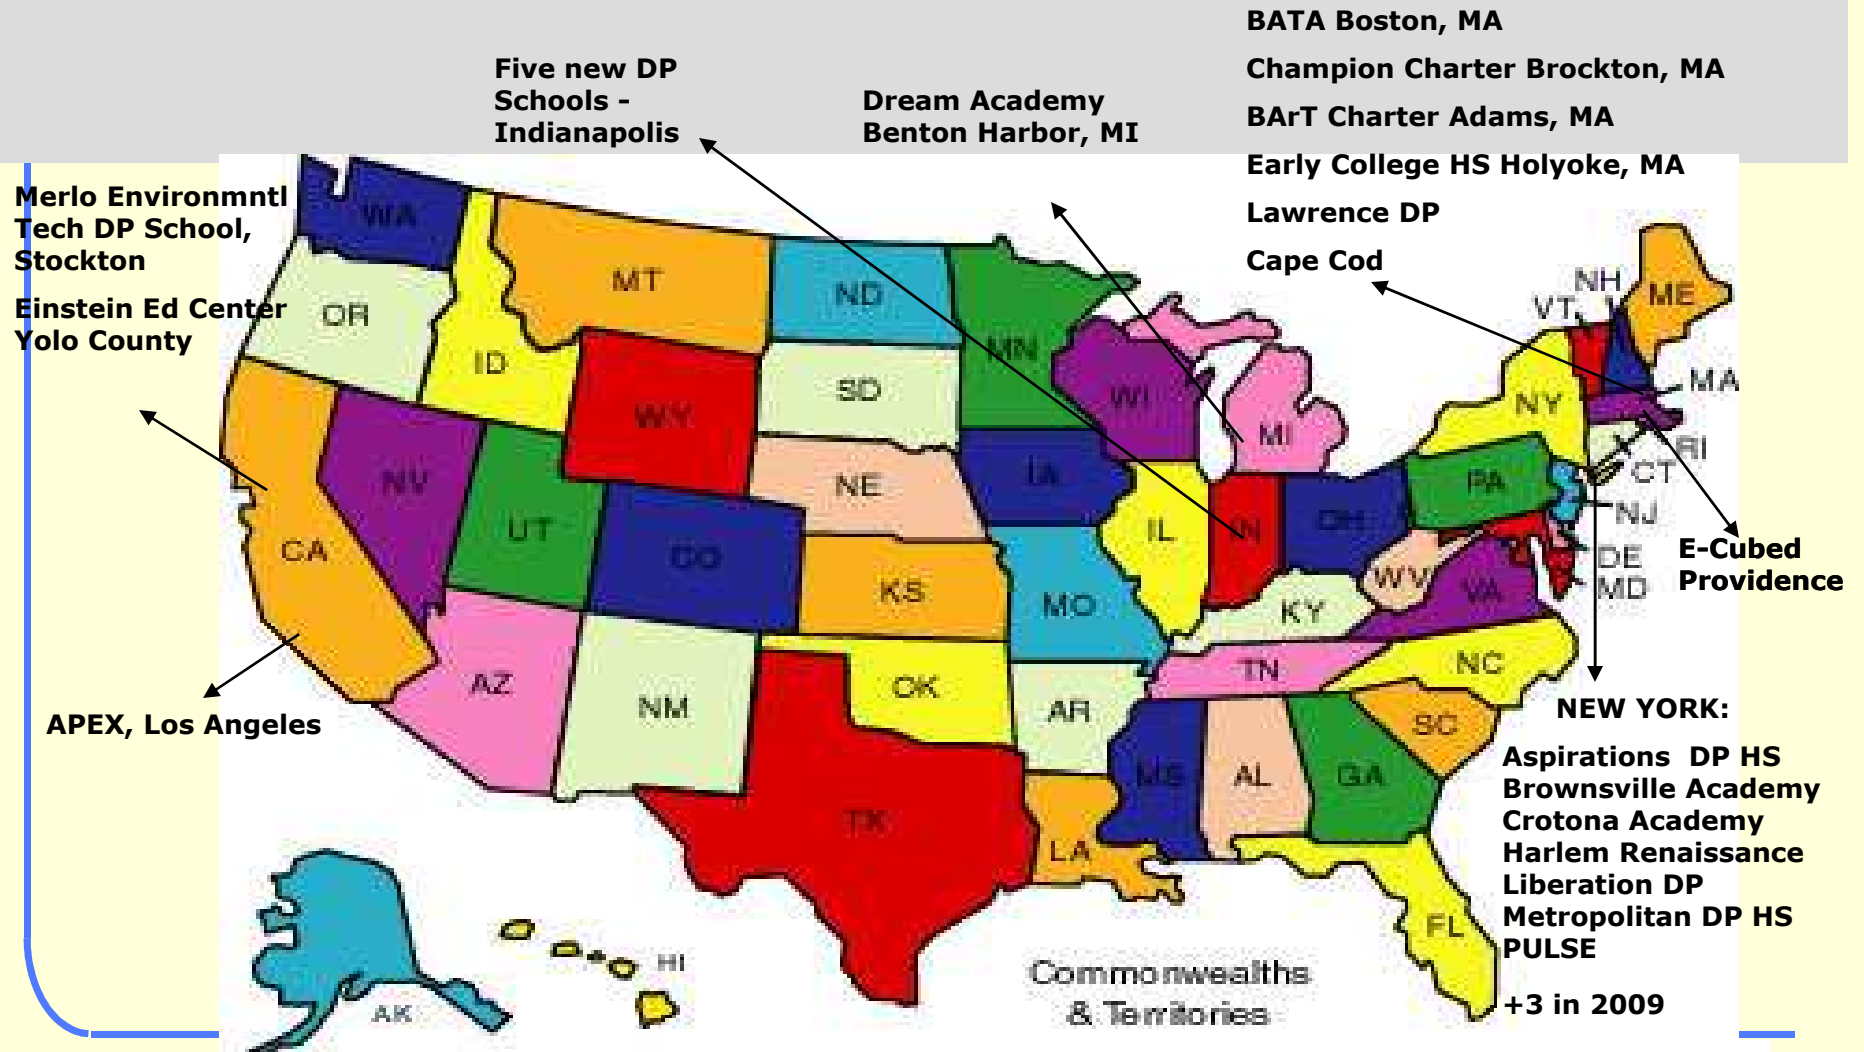 BATA Boston, MA
Champion Charter Brockton, MA
BArT Charter Adams, MA
Early College HS Holyoke, MA
Lawrence DP
Cape Cod
Five new DP
Schools -
Indianapolis
Dream Academy
Benton Harbor, MI
Merlo Environmntl
Tech DP School,
Stockton
Einstein Ed Center
Yolo County
APEX, Los Angeles
E-Cubed
Providence
NEW YORK:
Aspirations DP HS
Brownsville Academy
Crotona Academy
Harlem Renaissance
Liberation DP
Metropolitan DP HS
PULSE
+3 in 2009
WA
OR
ID
MT
ND
MN
SD
WY
WI
MI
NY
VT
NH
ME
MA
RI
CT
NJ
DE
MD
PA
CA
NV
UT
CO
NE
IA
IL
IN
OH
KS
MO
KY
WV
VA
AZ
NM
OK
AR
TN
NC
SC
TX
LA
MS
AL
GA
FL
AK
HI
Commonwealths
& Territories